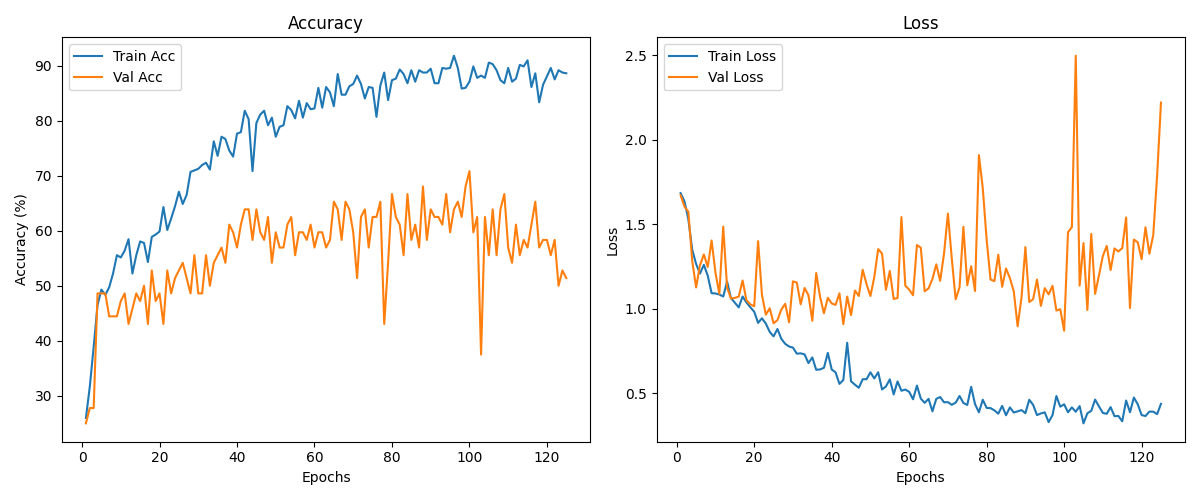 Accuracy
Train Acc
Val Acc
Accuracy (%)
90
80
70
60
50
40
30
0 20 40 60 80 100 120
Epochs
Loss
Train Loss
Val Loss
Loss
2.5
2.0
1.5
1.0
0.5
0 20 40 60 80 100 120
Epochs